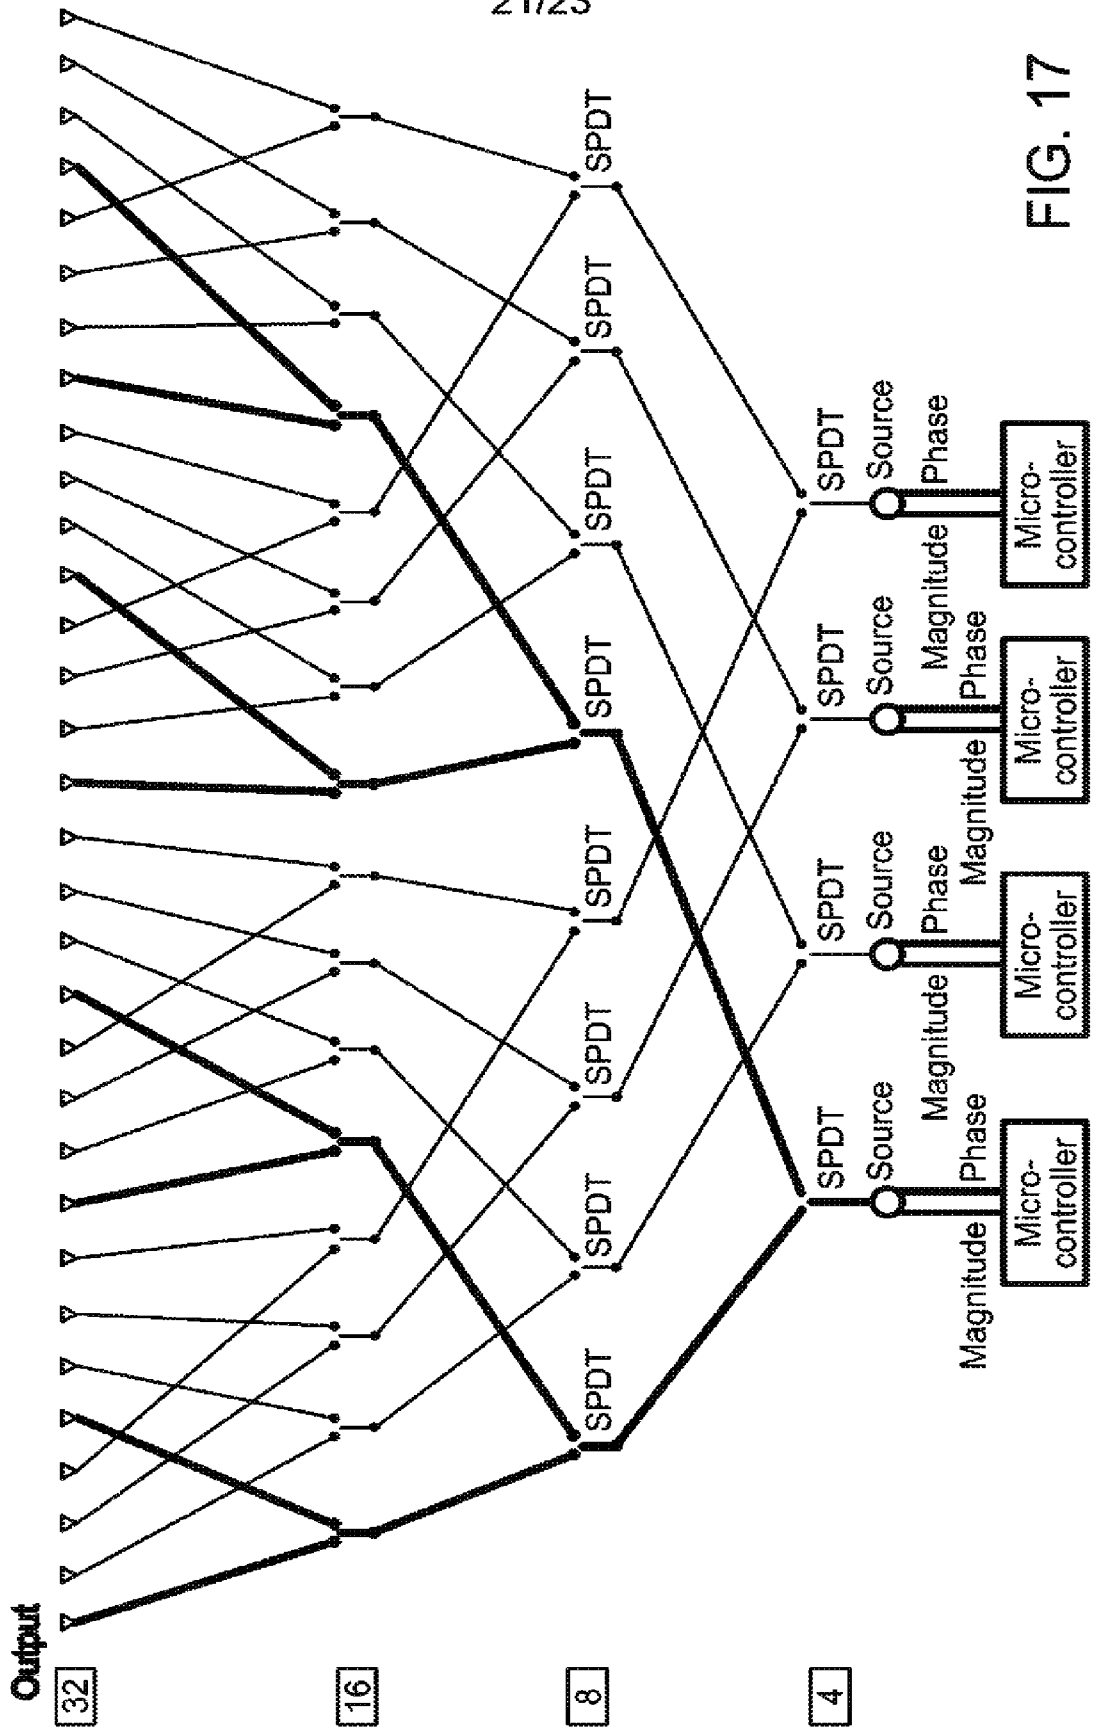 21/23
Output
32
16
8
4
SPDT
SPDT
SPDT
SPDT
SPDT
SPDT
SPDT
SPDT
SPDT
SPDT
SPDT
SPDT
Source
Source
Source
Source
Magnitude
Phase
Magnitude
Phase
Magnitude
Phase
Magnitude
Phase
Micro-
controller
Micro-
controller
Micro-
controller
Micro-
controller
FIG. 17